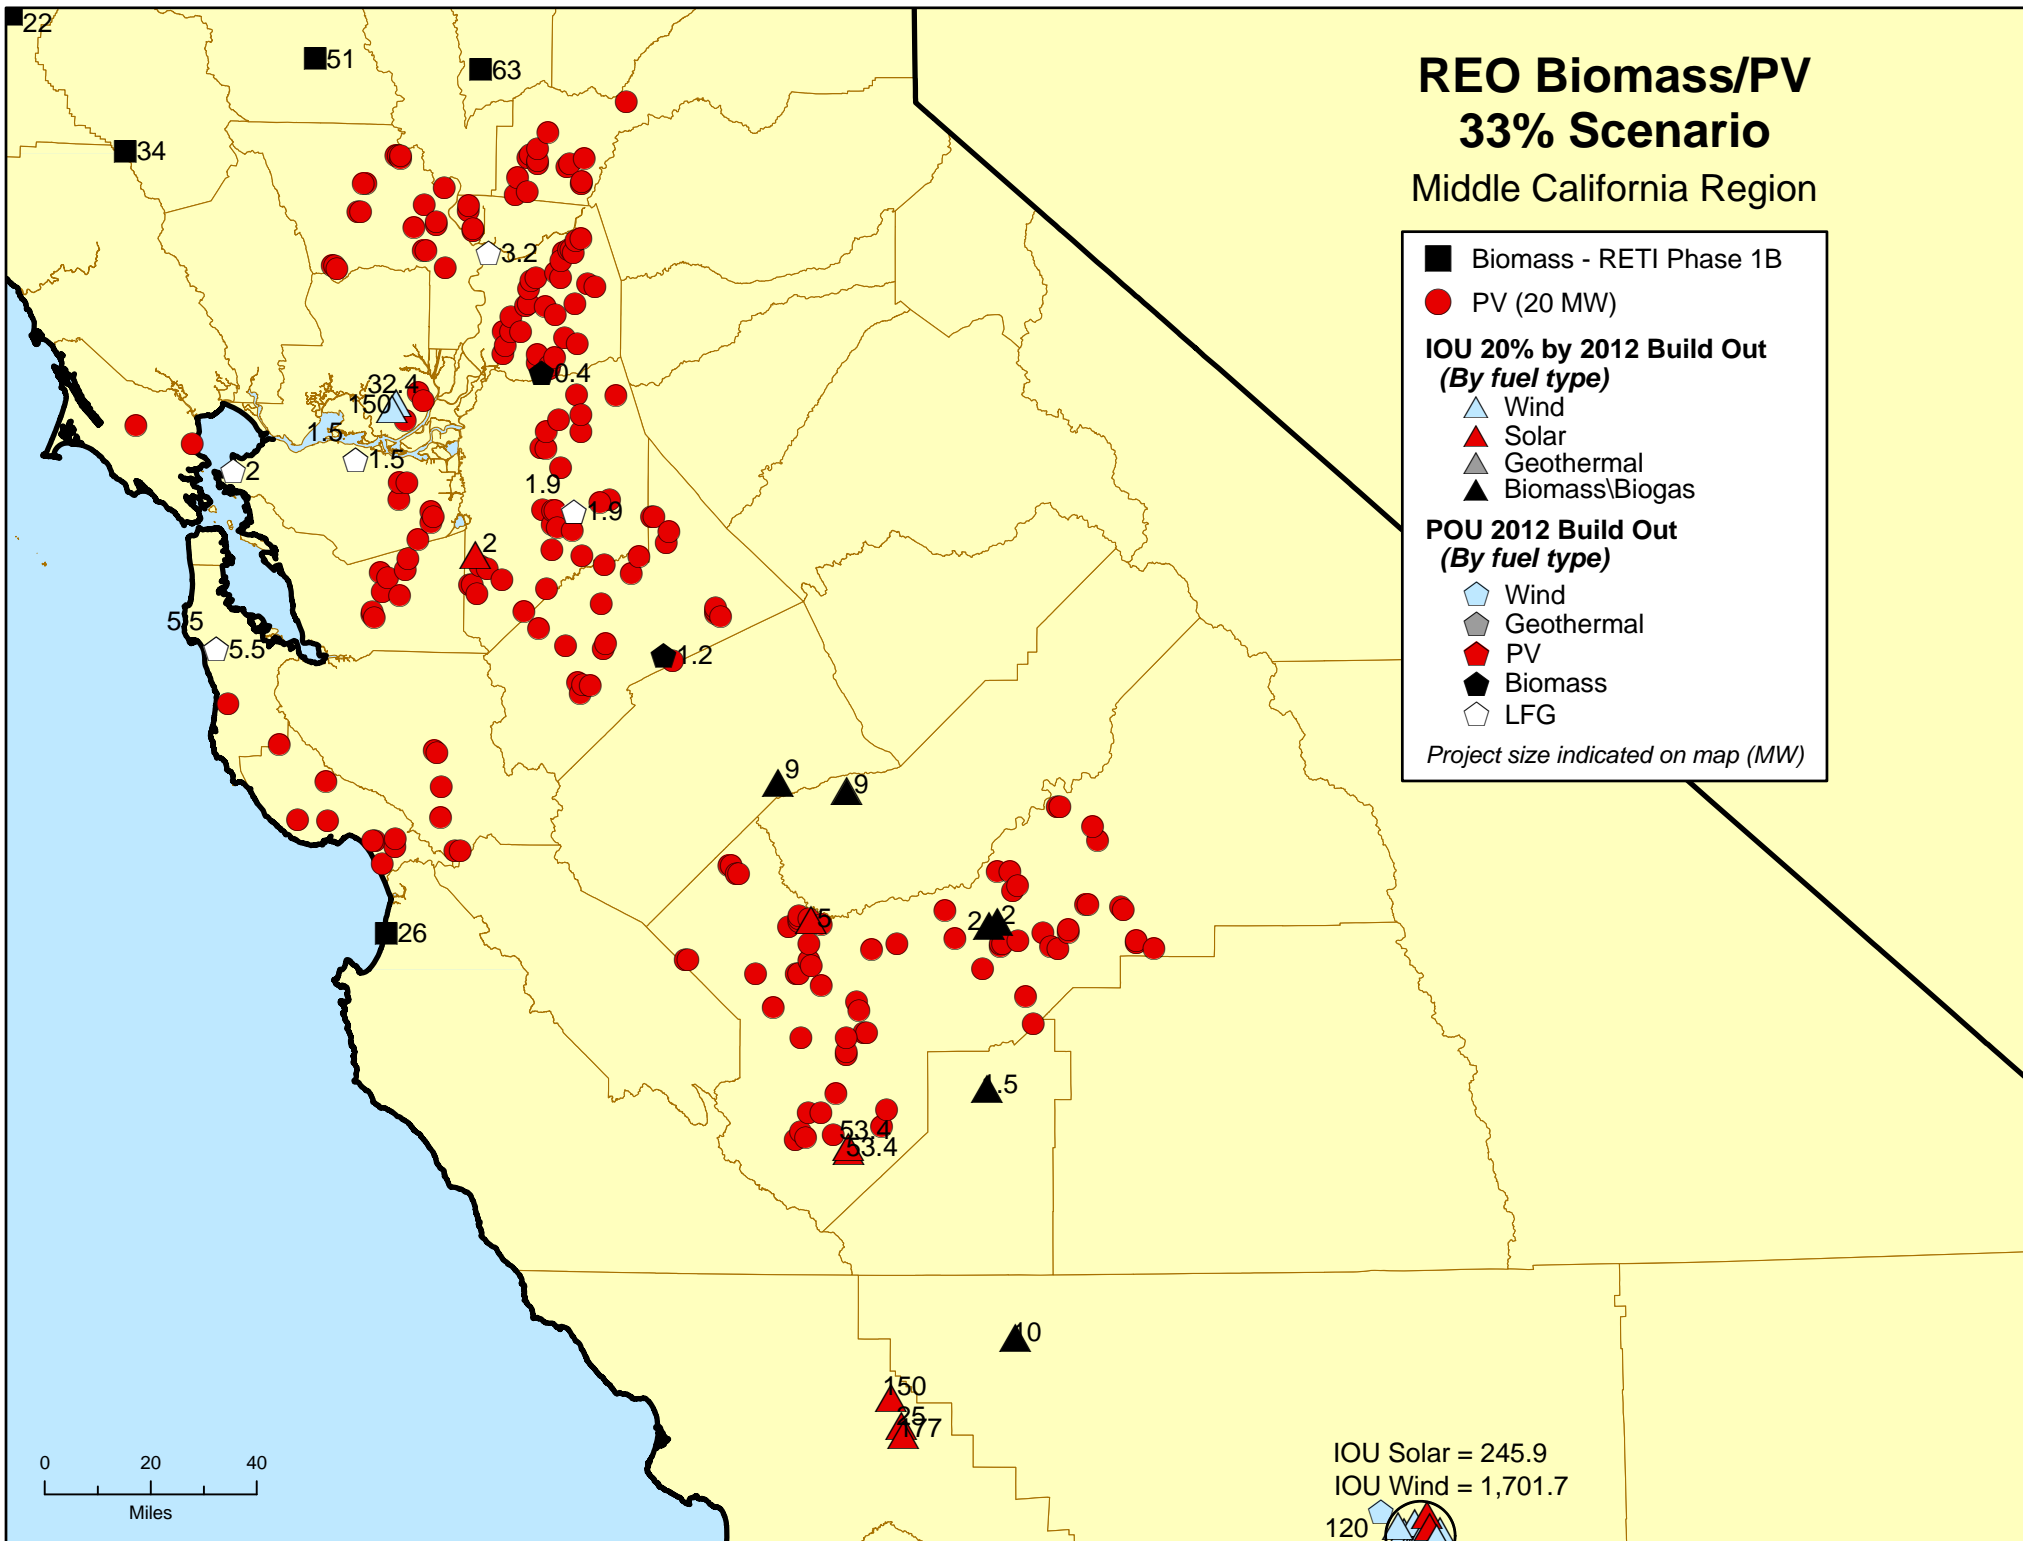 22
51
63
REO Biomass/PV
33% Scenario
Middle California Region
34
Biomass - RETI Phase 1B
PV (20 MW)
IOU 20% by 2012 Build Out
(By fuel type)
Wind
Solar
Geothermal
Biomass\Biogas
POU 2012 Build Out
(By fuel type)
Wind
Geothermal
PV
Biomass
LFG
Project size indicated on map (MW)
3.2
0.4
32.4
150
1.5
1.5
2
1.9
1.9
2
5.5
5.5
1.2
9
9
5
2
2
26
1.5
53.4
53.4
10
150
25
177
IOU Solar = 245.9
IOU Wind = 1,701.7
120
0 20 40
Miles